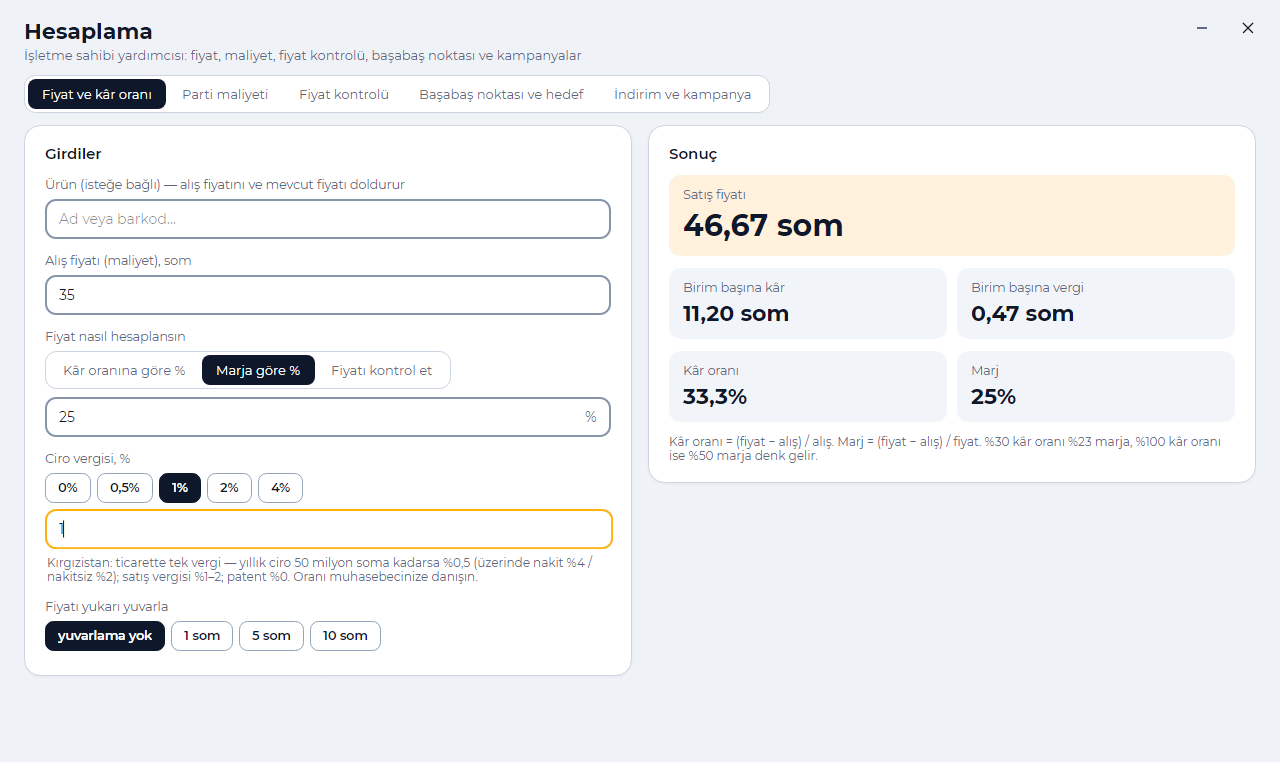 Hesaplama
İşletme sahibi yardımcısı: fiyat, maliyet, fiyat kontrolü, başabaş noktası ve kampanyalar
Fiyat ve kâr oranı
Parti maliyeti
Fiyat kontrolü
Başabaş noktası ve hedef
İndirim ve kampanya
Girdiler
Ürün (isteğe bağlı) — alış fiyatını ve mevcut fiyatı doldurur
Ad veya barkod...
Alış fiyatı (maliyet), som
35
Fiyat nasıl hesaplansın
Kâr oranına göre %
Marja göre %
Fiyatı kontrol et
25 %
Ciro vergisi, %
0%
0,5%
1%
2%
4%
1
Kırgızistan: ticarette tek vergi — yıllık ciro 50 milyon soma kadarsa %0,5 (üzerinde nakit %4 /
nakitsiz %2); satış vergisi %1–2; patent %0. Oranı muhasebecinize danışın.
Fiyatı yukarı yuvarla
yuvarlama yok
1 som
5 som
10 som
Sonuç
Satış fiyatı
46,67 som
Birim başına kâr
11,20 som
Birim başına vergi
0,47 som
Kâr oranı
33,3%
Marj
25%
Kâr oranı = (fiyat − alış) / alış. Marj = (fiyat − alış) / fiyat. %30 kâr oranı %23 marja, %100 kâr oranı
ise %50 marja denk gelir.